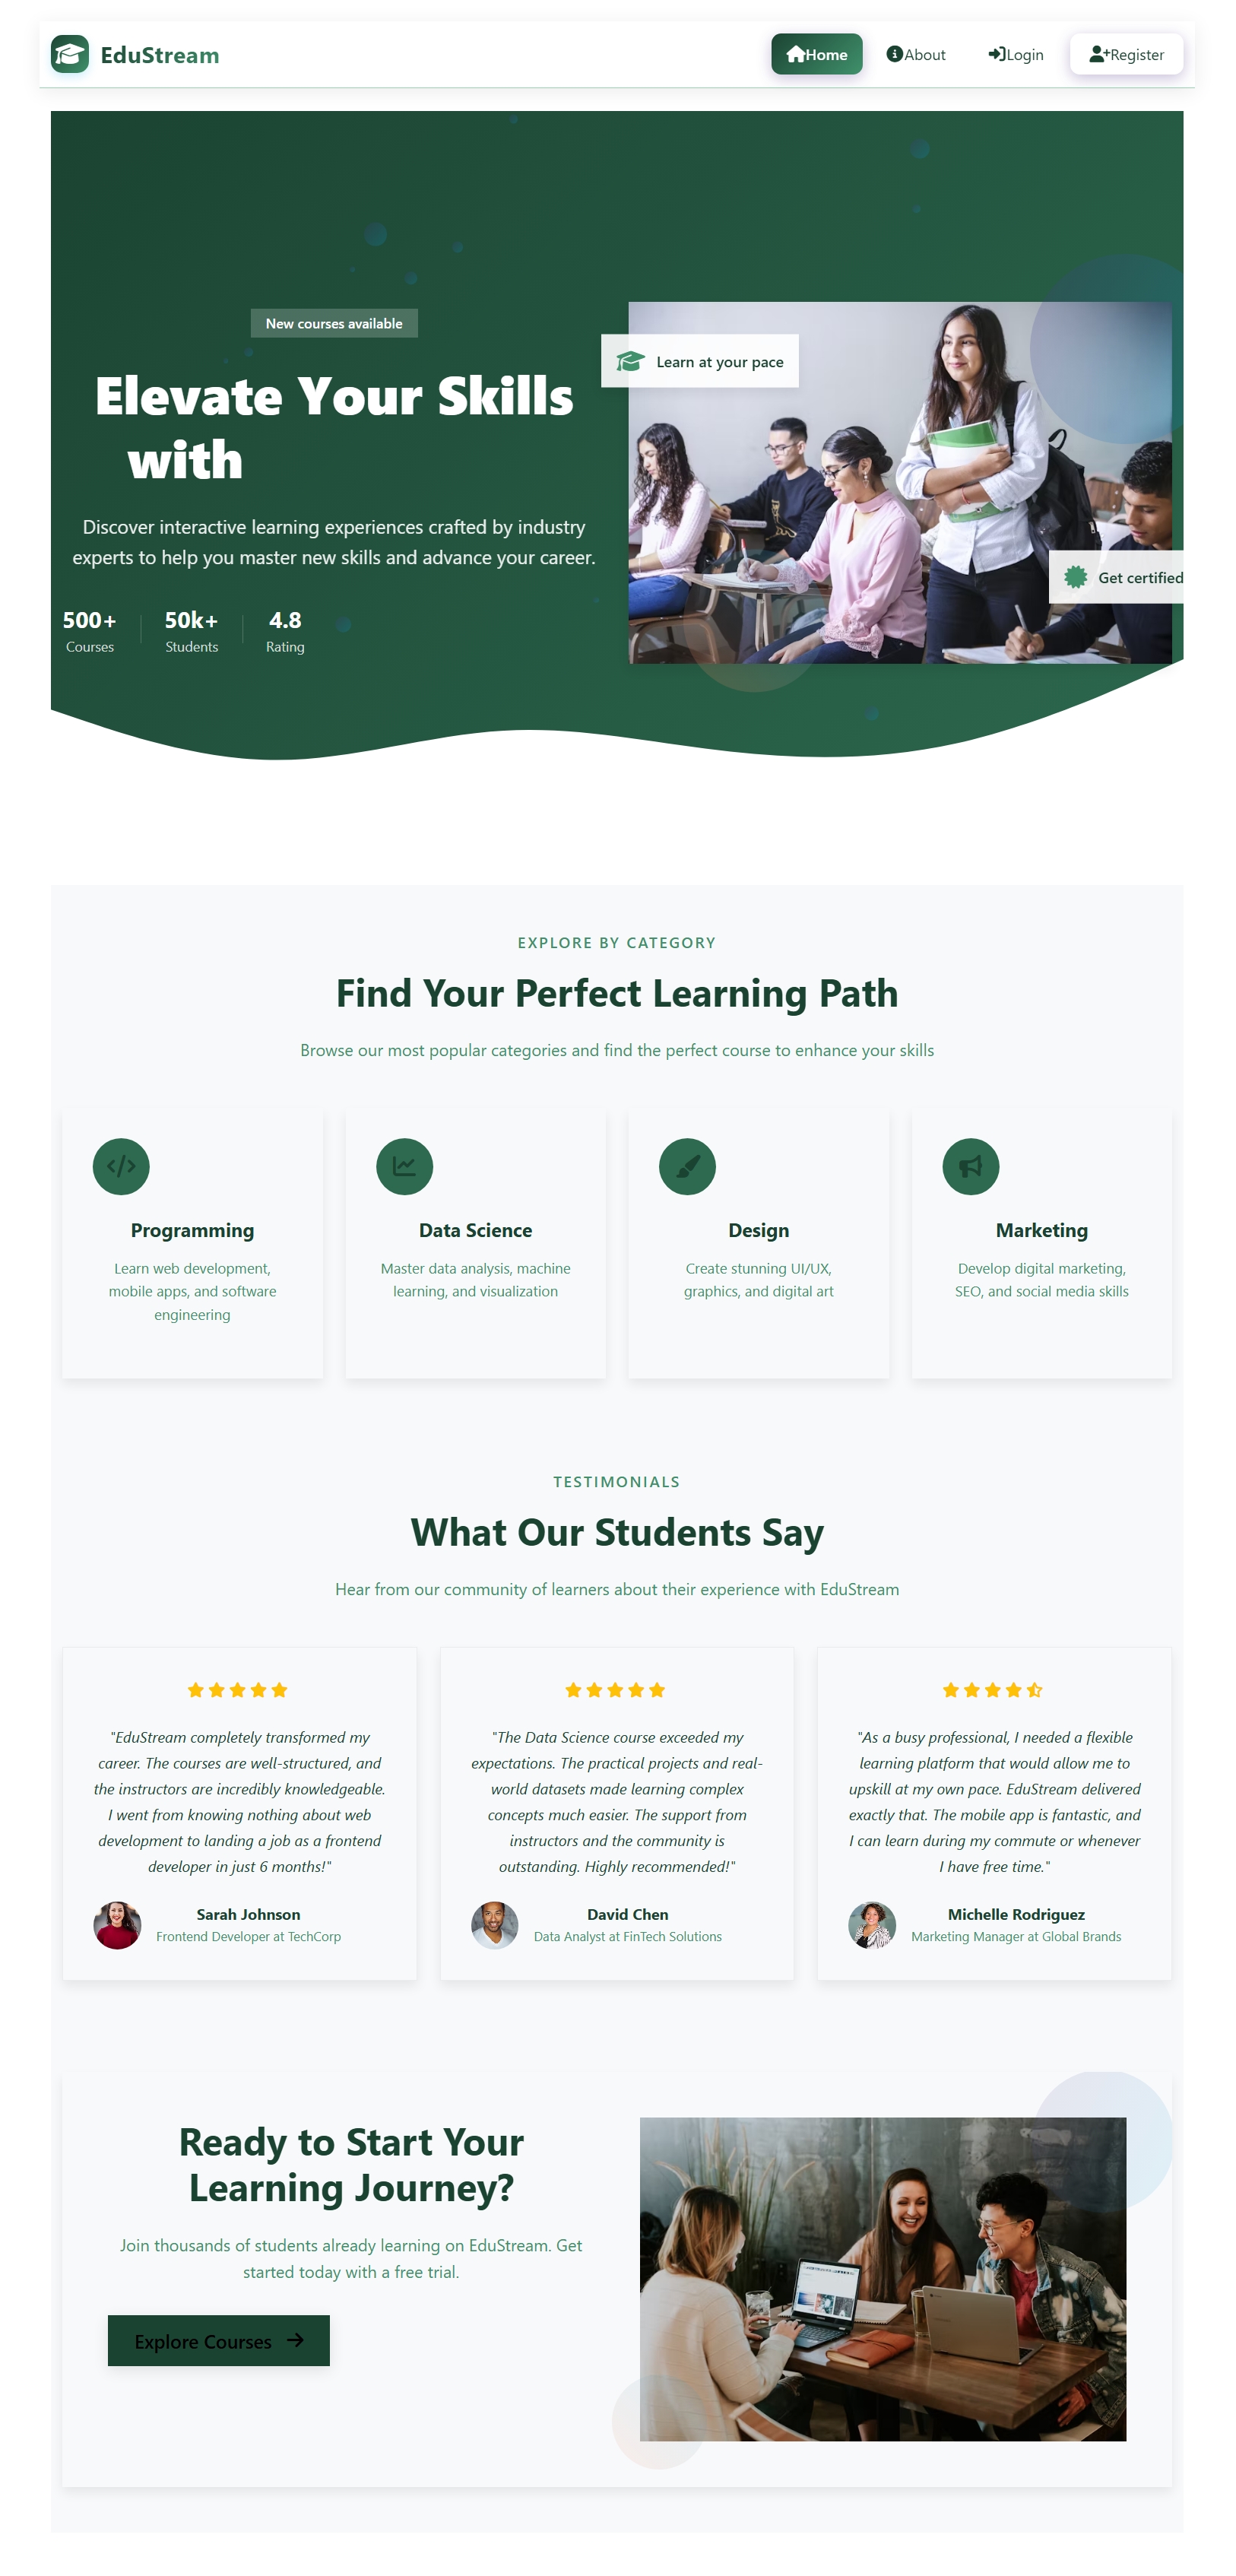 EduStream
Home
About
Login
Register
New courses available
Elevate Your Skills
with
Discover interactive learning experiences crafted by industry
experts to help you master new skills and advance your career.
500+
Courses
50k+
Students
4.8
Rating
Learn at your pace
Get certified
EXPLORE BY CATEGORY
Find Your Perfect Learning Path
Browse our most popular categories and find the perfect course to enhance your skills
Programming
Learn web development,
mobile apps, and software
engineering
Data Science
Master data analysis, machine
learning, and visualization
Design
Create stunning UI/UX,
graphics, and digital art
Marketing
Develop digital marketing,
SEO, and social media skills
TESTIMONIALS
What Our Students Say
Hear from our community of learners about their experience with EduStream
"EduStream completely transformed my
career. The courses are well-structured, and
the instructors are incredibly knowledgeable.
I went from knowing nothing about web
development to landing a job as a frontend
developer in just 6 months!"
Sarah Johnson
Frontend Developer at TechCorp
"The Data Science course exceeded my
expectations. The practical projects and real-
world datasets made learning complex
concepts much easier. The support from
instructors and the community is
outstanding. Highly recommended!"
David Chen
Data Analyst at FinTech Solutions
"As a busy professional, I needed a flexible
learning platform that would allow me to
upskill at my own pace. EduStream delivered
exactly that. The mobile app is fantastic, and
I can learn during my commute or whenever
I have free time."
Michelle Rodriguez
Marketing Manager at Global Brands
Ready to Start Your
Learning Journey?
Join thousands of students already learning on EduStream. Get
started today with a free trial.
Explore Courses